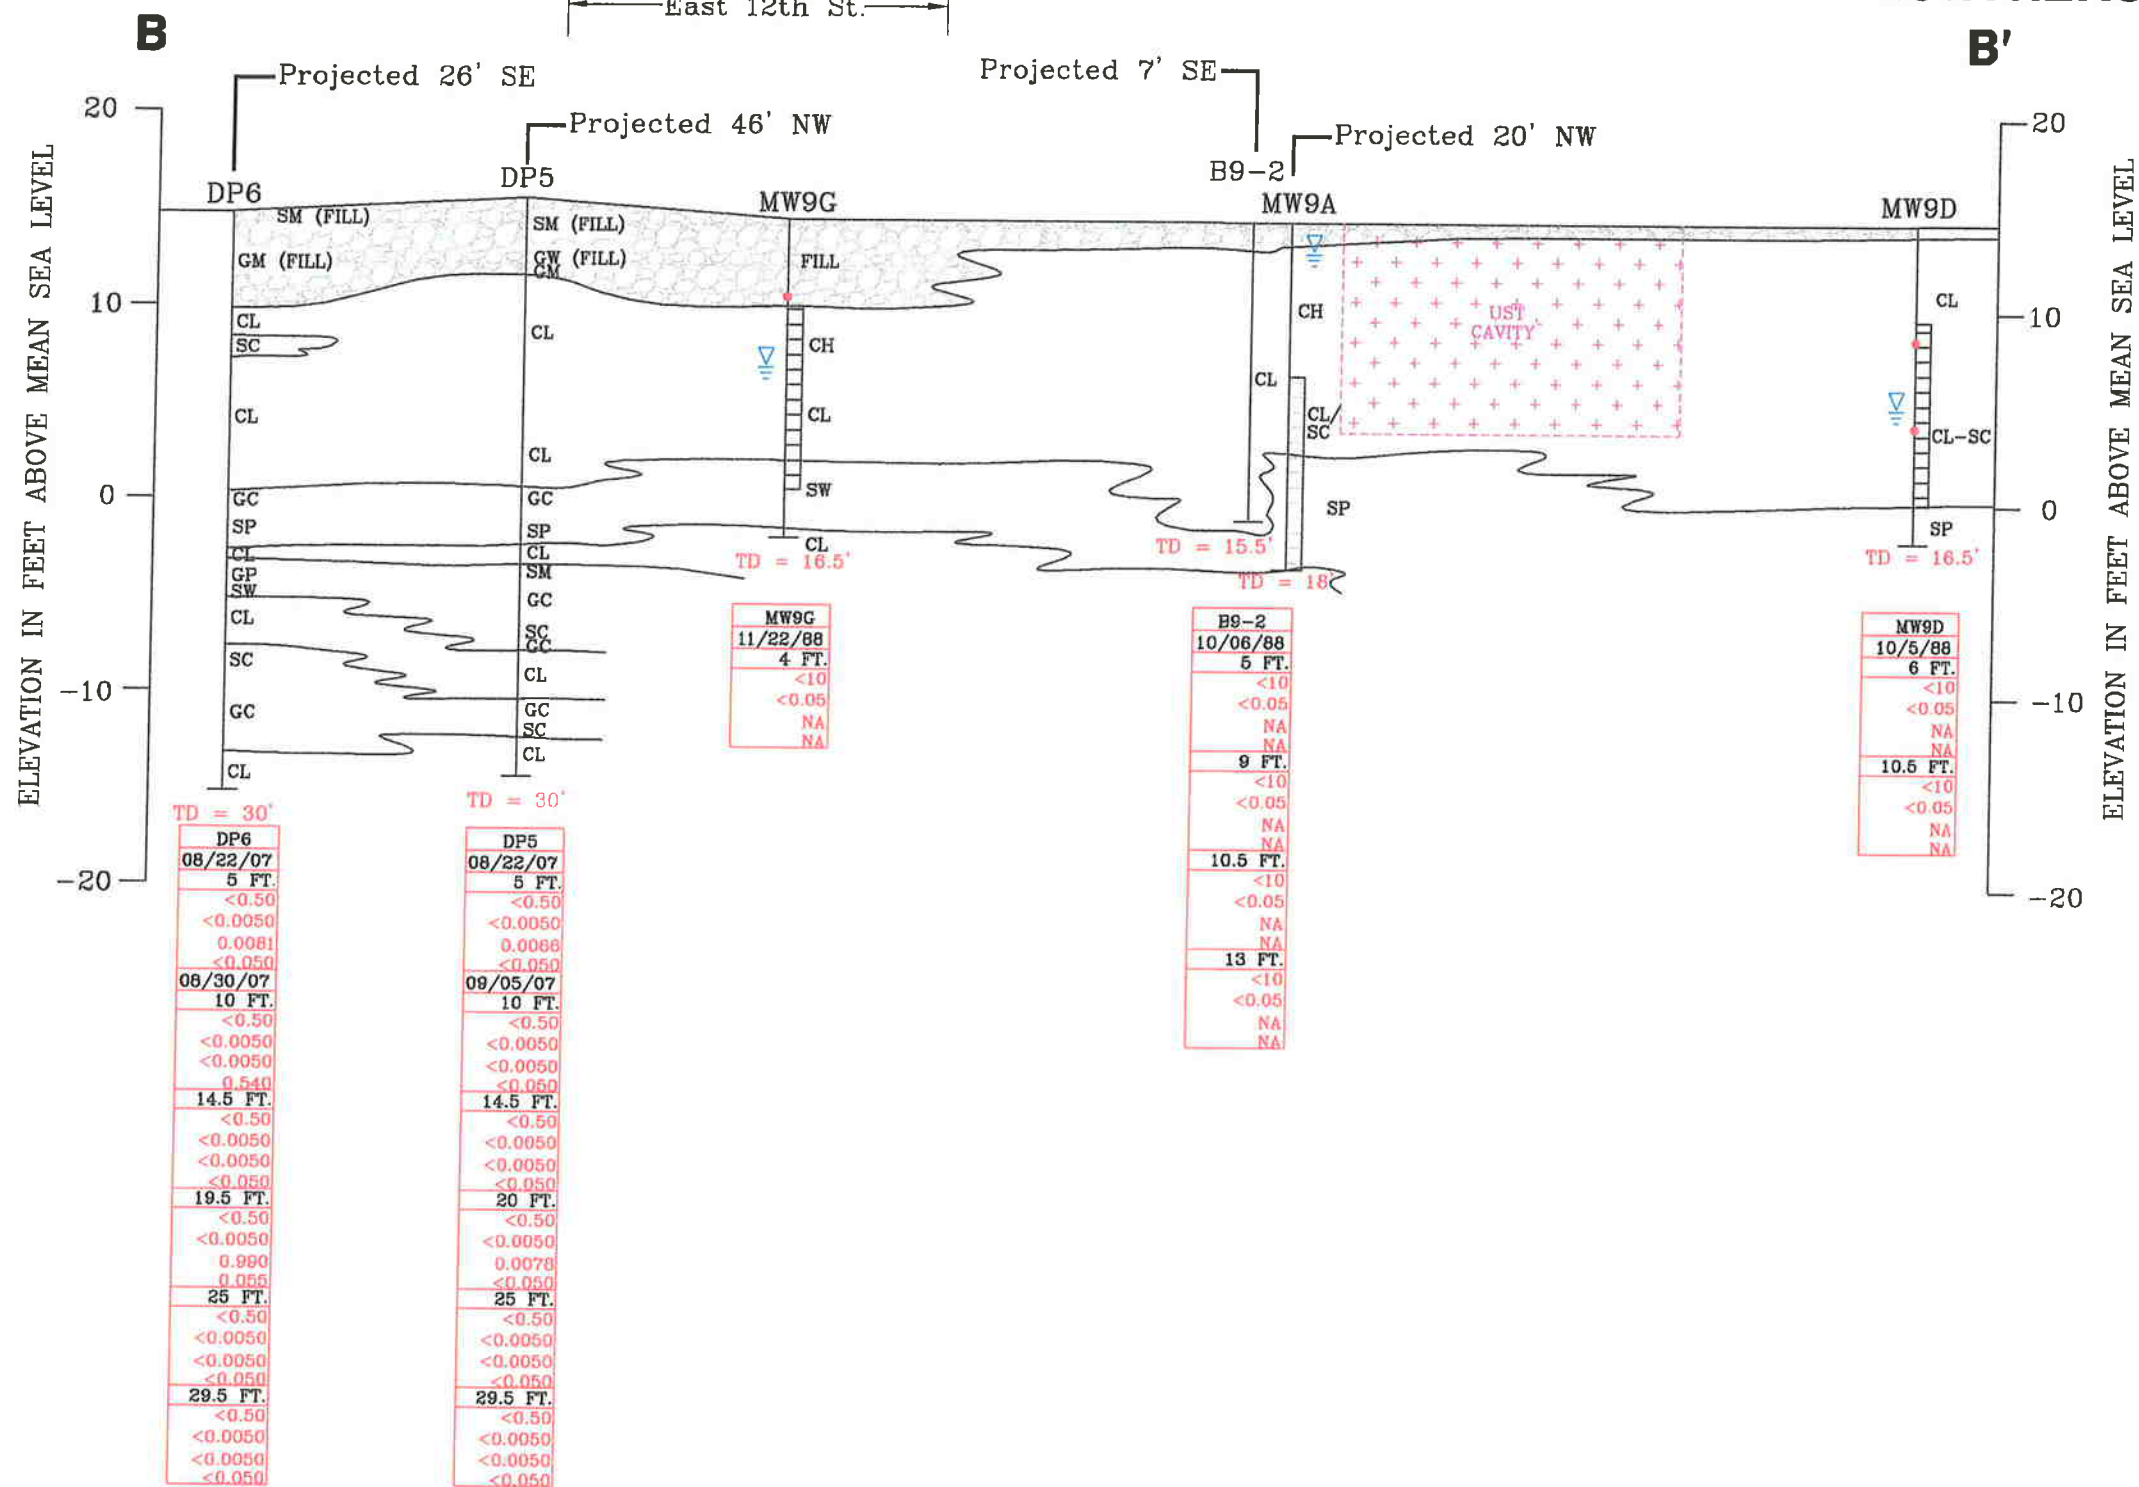 East 12th St.
B
B'
Projected 26' SE
Projected 7' SE
Projected 46' NW
Projected 20' NW
20
10
0
-10
-20
ELEVATION IN FEET ABOVE MEAN SEA LEVEL
DP6
DP5
MW9G
B9-2
MW9A
MW9D
SM (FILL)
GM (FILL)
CL
SC
CL
GC
SP
CL
GP
SW
CL
SC
GC
CL
TD = 30'
SM (FILL)
GW (FILL)
GM
CL
CL
GC
SP
CL
SM
GC
SC
GC
CL
GC
SC
CL
TD = 30'
FILL
CH
CL
SW
CL
TD = 16.5'
CL
TD = 15.5'
CH
CL/
SC
SP
TD = 18'
UST
CAVITY
CL
CL-SC
SP
TD = 16.5'
20
10
0
-10
-20
ELEVATION IN FEET ABOVE MEAN SEA LEVEL
DP6
08/22/07
5 FT.
<0.50
<0.0050
0.0081
<0.050
08/30/07
10 FT.
<0.50
<0.0050
<0.0050
0.540
14.5 FT.
<0.50
<0.0050
<0.0050
<0.050
19.5 FT.
<0.50
<0.0050
0.990
0.055
25 FT.
<0.50
<0.0050
<0.0050
<0.050
29.5 FT.
<0.50
<0.0050
<0.0050
<0.050
DP5
08/22/07
5 FT.
<0.50
<0.0050
0.0066
<0.050
09/05/07
10 FT.
<0.50
<0.0050
<0.0050
<0.050
14.5 FT.
<0.50
<0.0050
<0.0050
<0.050
20 FT.
<0.50
<0.0050
0.0078
<0.050
25 FT.
<0.50
<0.0050
<0.0050
<0.050
29.5 FT.
<0.50
<0.0050
<0.0050
<0.050
MW9G
11/22/88
4 FT.
<10
<0.05
NA
NA
B9-2
10/06/88
5 FT.
<10
<0.05
NA
NA
9 FT.
<10
<0.05
NA
NA
10.5 FT.
<10
<0.05
NA
NA
13 FT.
<10
<0.05
NA
NA
MW9D
10/5/88
6 FT.
<10
<0.05
NA
NA
10.5 FT.
<10
<0.05
NA
NA